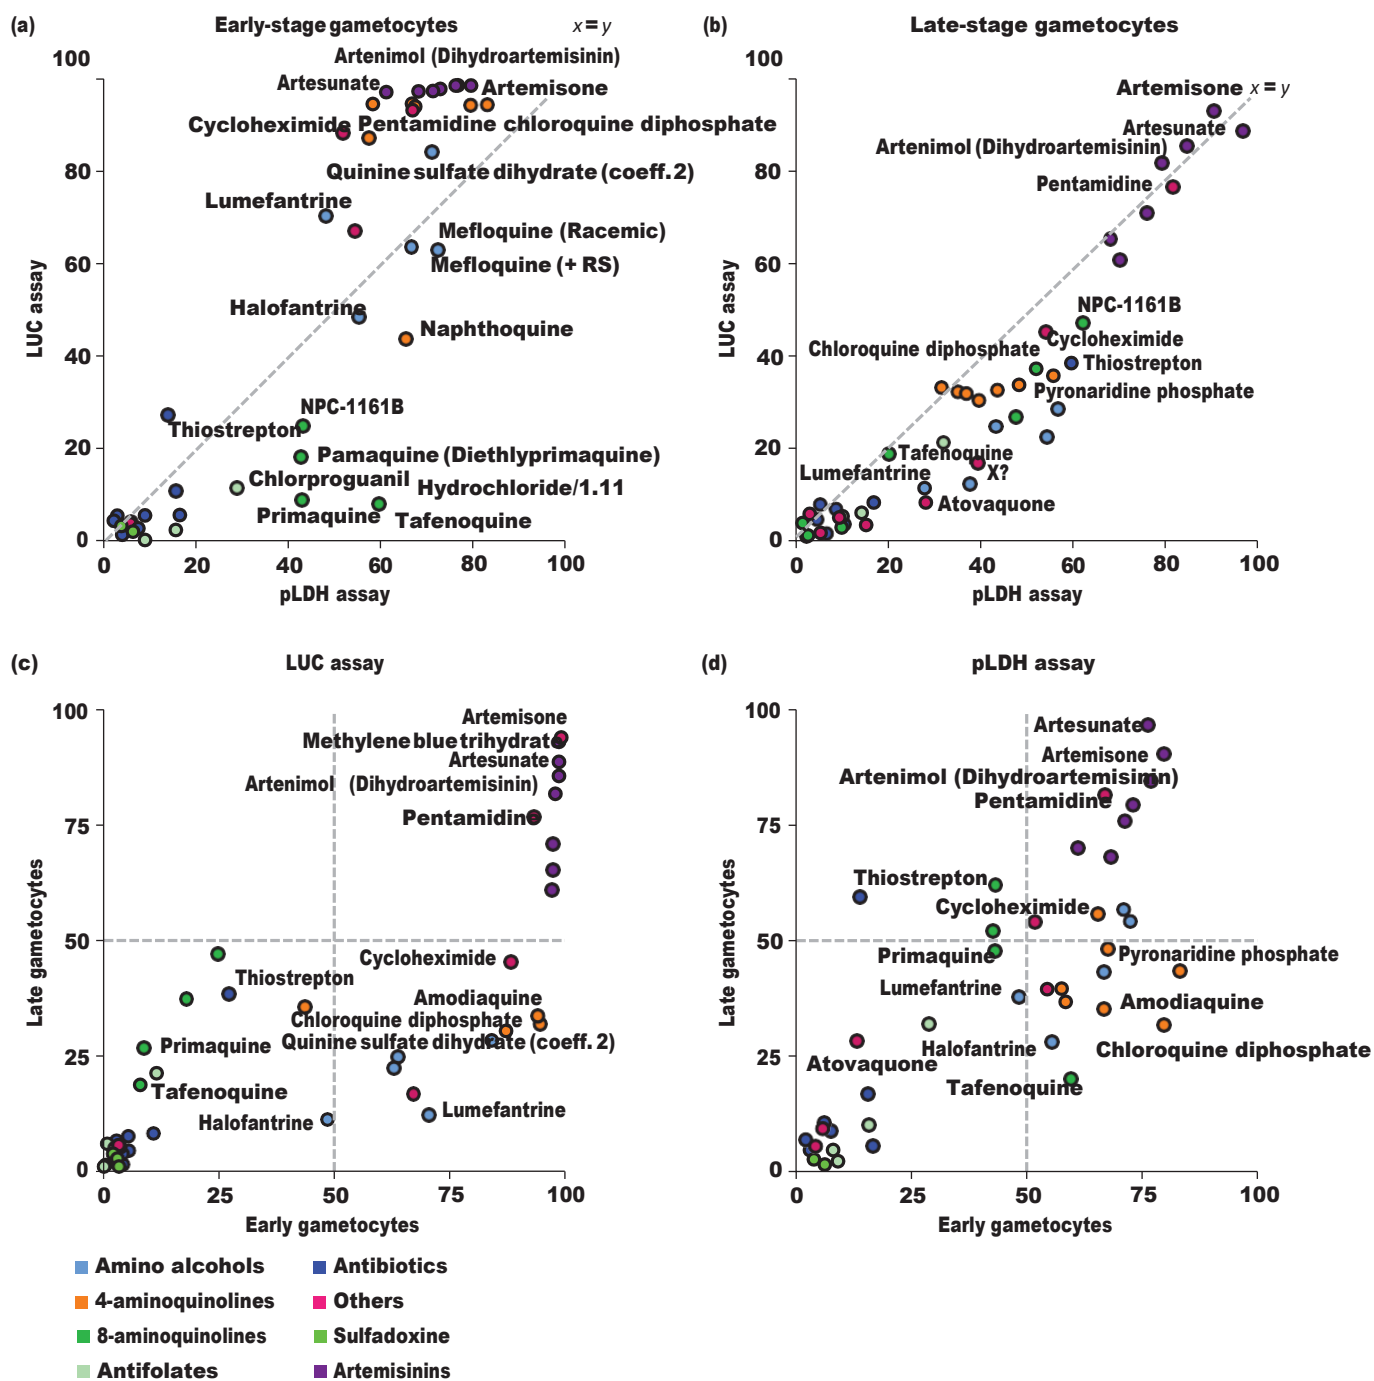 (a)
Early-stage gametocytes
x = y
Artenimol (Dihydroartemisinin)
100
Artesunate
Artemisone
Cycloheximide
Pentamidine chloroquine diphosphate
80
Quinine sulfate dihydrate (coeff. 2)
Lumefantrine
Mefloquine (Racemic)
60
Mefloquine (+ RS)
Halofantrine
Naphthoquine
LUC assay
40
NPC-1161B
Thiostrepton
20
Pamaquine (Diethlyprimaquine)
Chlorproguanil
Hydrochloride/1.11
Primaquine
Tafenoquine
0
0 20 40 60 80 100
pLDH assay
(b)
Late-stage gametocytes
100
Artemisone
x = y
Artesunate
Artenimol (Dihydroartemisinin)
80
Pentamidine
60
NPC-1161B
Cycloheximide
LUC assay
Chloroquine diphosphate
40
Thiostrepton
Pyronaridine phosphate
20
Tafenoquine
Lumefantrine
X?
Atovaquone
0
0 20 40 60 80 100
pLDH assay
(c)
LUC assay
100
Artemisone
Methylene blue trihydrate
Artesunate
Artenimol (Dihydroartemisinin)
Pentamidine
75
50
Late gametocytes
Cycloheximide
Thiostrepton
Amodiaquine
Chloroquine diphosphate
Quinine sulfate dihydrate (coeff. 2)
Primaquine
25
Tafenoquine
Lumefantrine
Halofantrine
0
0 25 50 75 100
Early gametocytes
(d)
pLDH assay
100
Artesunate
Artemisone
Artenimol (Dihydroartemisinin)
Pentamidine
75
Thiostrepton
Cycloheximide
50
Late gametocytes
Primaquine
Pyronaridine phosphate
Lumefantrine
Amodiaquine
Halofantrine
Chloroquine diphosphate
25
Atovaquone
Tafenoquine
0
0 25 50 75 100
Early gametocytes
Amino alcohols
4-aminoquinolines
8-aminoquinolines
Antifolates
Antibiotics
Others
Sulfadoxine
Artemisinins